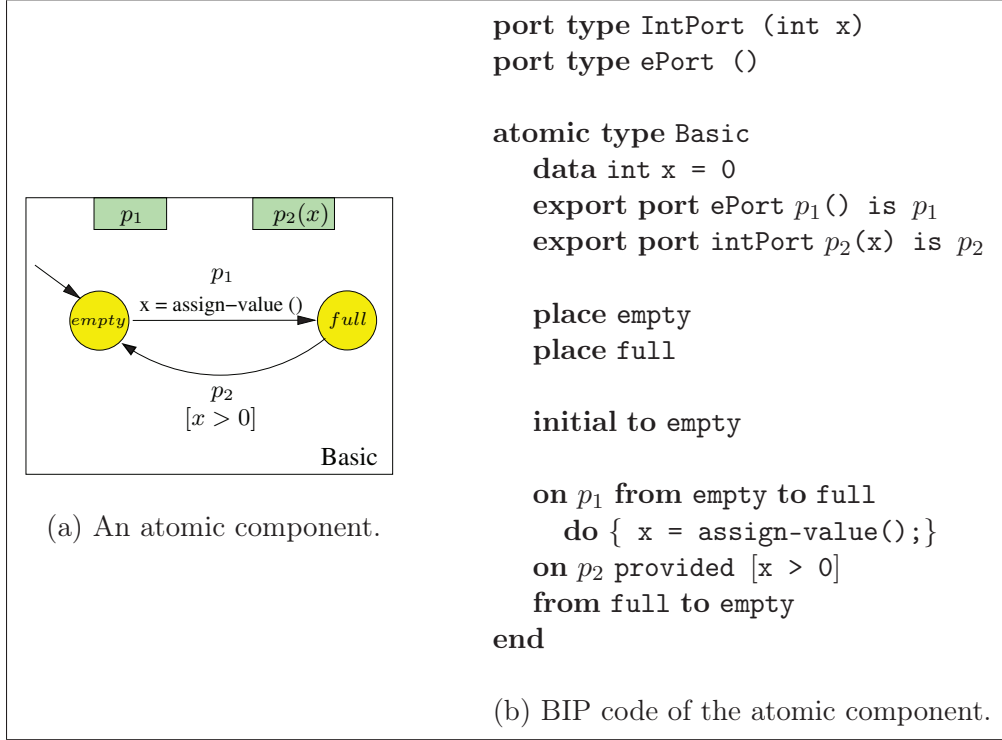 p₁
p₂(x)
p₁
x = assign−value ()
empty
full
p₂
[x > 0]
Basic
(a) An atomic component.
port type IntPort (int x)
port type ePort ()
atomic type Basic
data int x = 0
export port ePort p₁() is p₁
export port intPort p₂(x) is p₂
place empty
place full
initial to empty
on p₁ from empty to full
do { x = assign-value();}
on p₂ provided [x > 0]
from full to empty
end
(b) BIP code of the atomic component.